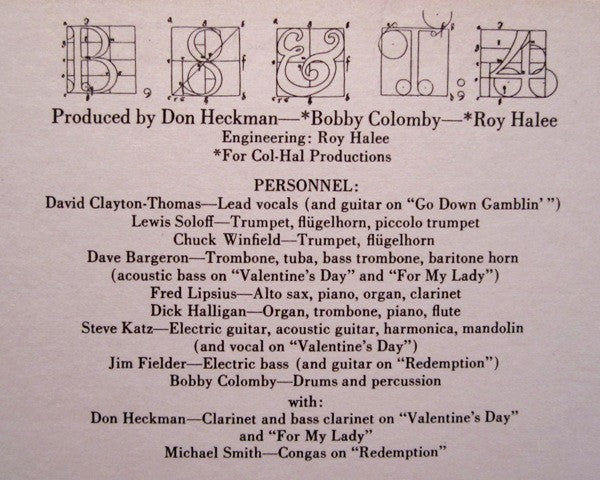 B, S & T; 4
Produced by Don Heckman—*Bobby Colomby—*Roy Halee
Engineering: Roy Halee
*For Col-Hal Productions
PERSONNEL:
David Clayton-Thomas—Lead vocals (and guitar on “Go Down Gamblin’ ”)
Lewis Soloff—Trumpet, flügelhorn, piccolo trumpet
Chuck Winfield—Trumpet, flügelhorn
Dave Bargeron—Trombone, tuba, bass trombone, baritone horn
(acoustic bass on “Valentine’s Day” and “For My Lady”)
Fred Lipsius—Alto sax, piano, organ, clarinet
Dick Halligan—Organ, trombone, piano, flute
Steve Katz—Electric guitar, acoustic guitar, harmonica, mandolin
(and vocal on “Valentine’s Day”)
Jim Fielder—Electric bass (and guitar on “Redemption”)
Bobby Colomby—Drums and percussion
with:
Don Heckman—Clarinet and bass clarinet on “Valentine’s Day”
and “For My Lady”
Michael Smith—Congas on “Redemption”